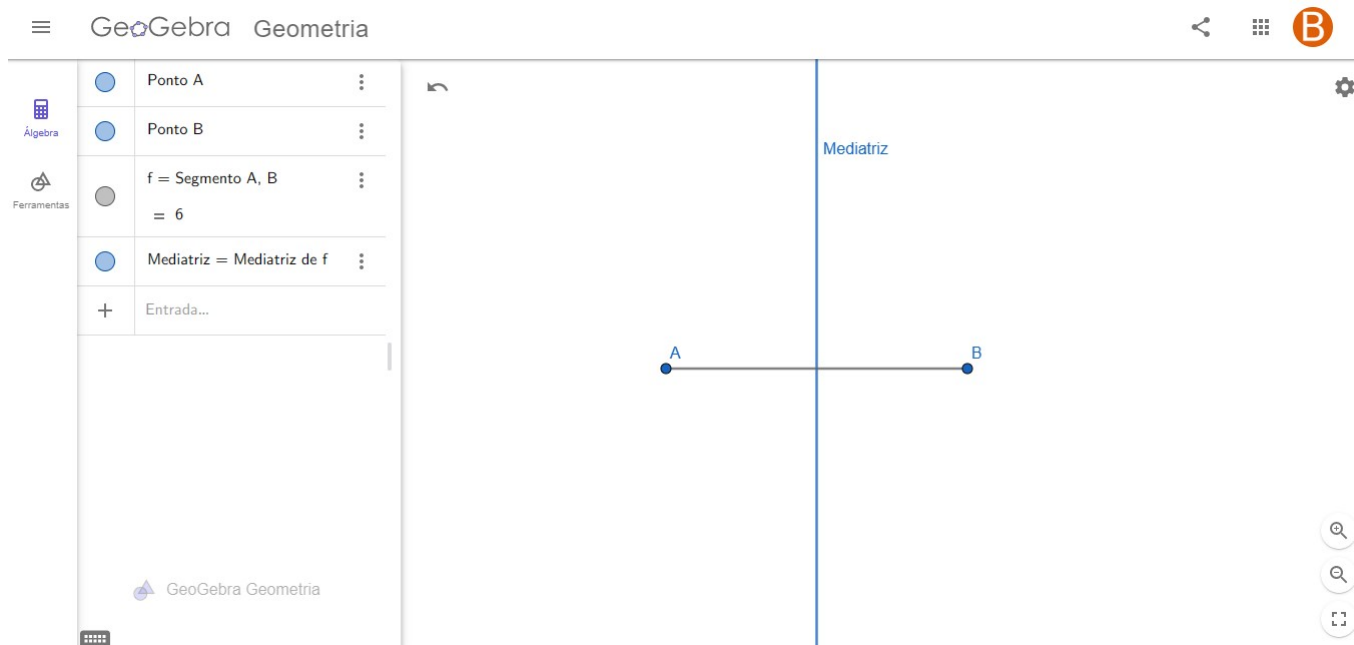 GeoGebra Geometria
B
Álgebra
Ferramentas
Ponto A
Ponto B
f = Segmento A, B
= 6
Mediatriz = Mediatriz de f
+ Entrada...
GeoGebra Geometria
Mediatriz
A
B